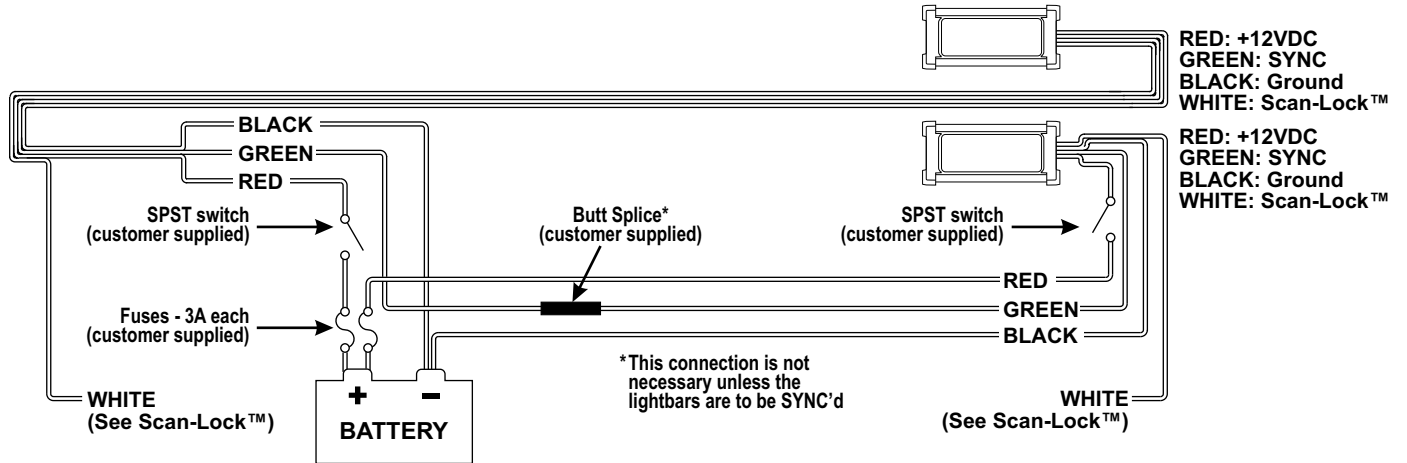 RED: +12VDC
GREEN: SYNC
BLACK: Ground
WHITE: Scan-Lock™
RED: +12VDC
GREEN: SYNC
BLACK: Ground
WHITE: Scan-Lock™
BLACK
GREEN
RED
SPST switch
(customer supplied)
Butt Splice*
(customer supplied)
SPST switch
(customer supplied)
RED
GREEN
BLACK
Fuses - 3A each
(customer supplied)
*This connection is not
necessary unless the
lightbars are to be SYNC'd
WHITE
(See Scan-Lock™)
+ –
BATTERY
WHITE
(See Scan-Lock™)